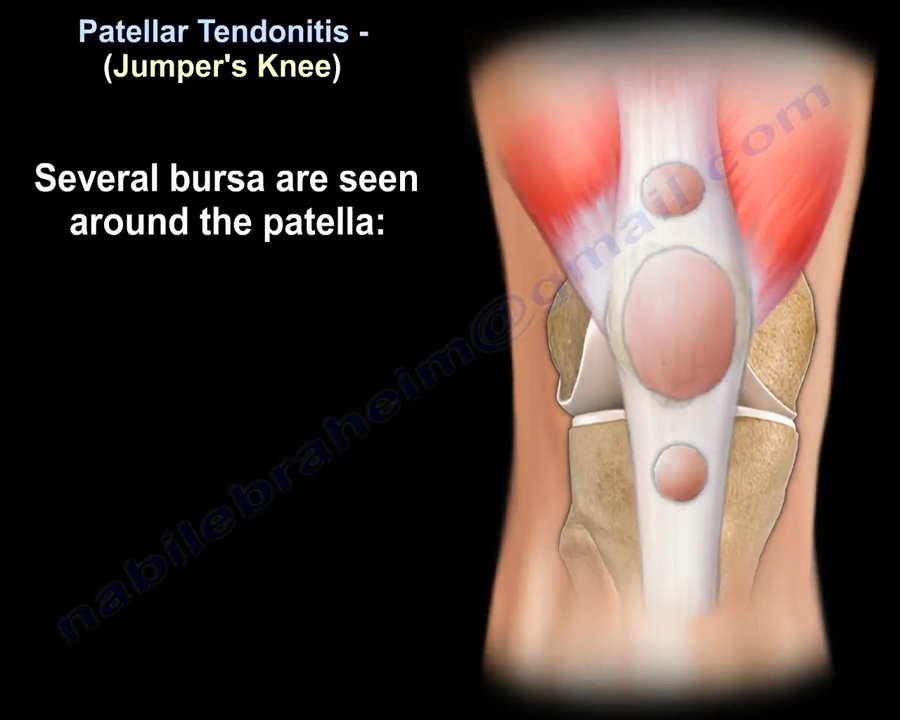 Patellar Tendonitis -
(Jumper's Knee)
Several bursa are seen
around the patella:
nabilebraheim@gmail.com